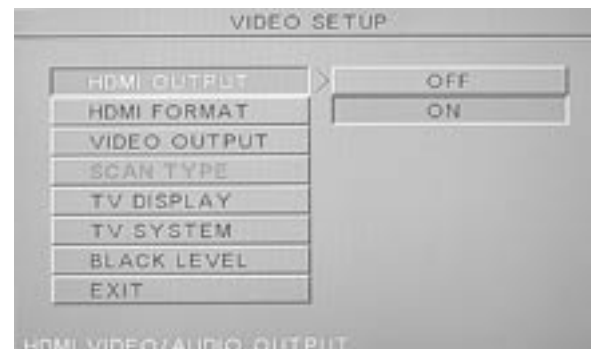 VIDEO SETUP
HDMI OUTPUT
OFF
HDMI FORMAT
ON
VIDEO OUTPUT
SCAN TYPE
TV DISPLAY
TV SYSTEM
BLACK LEVEL
EXIT
HDMI VIDEO/AUDIO OUTPUT